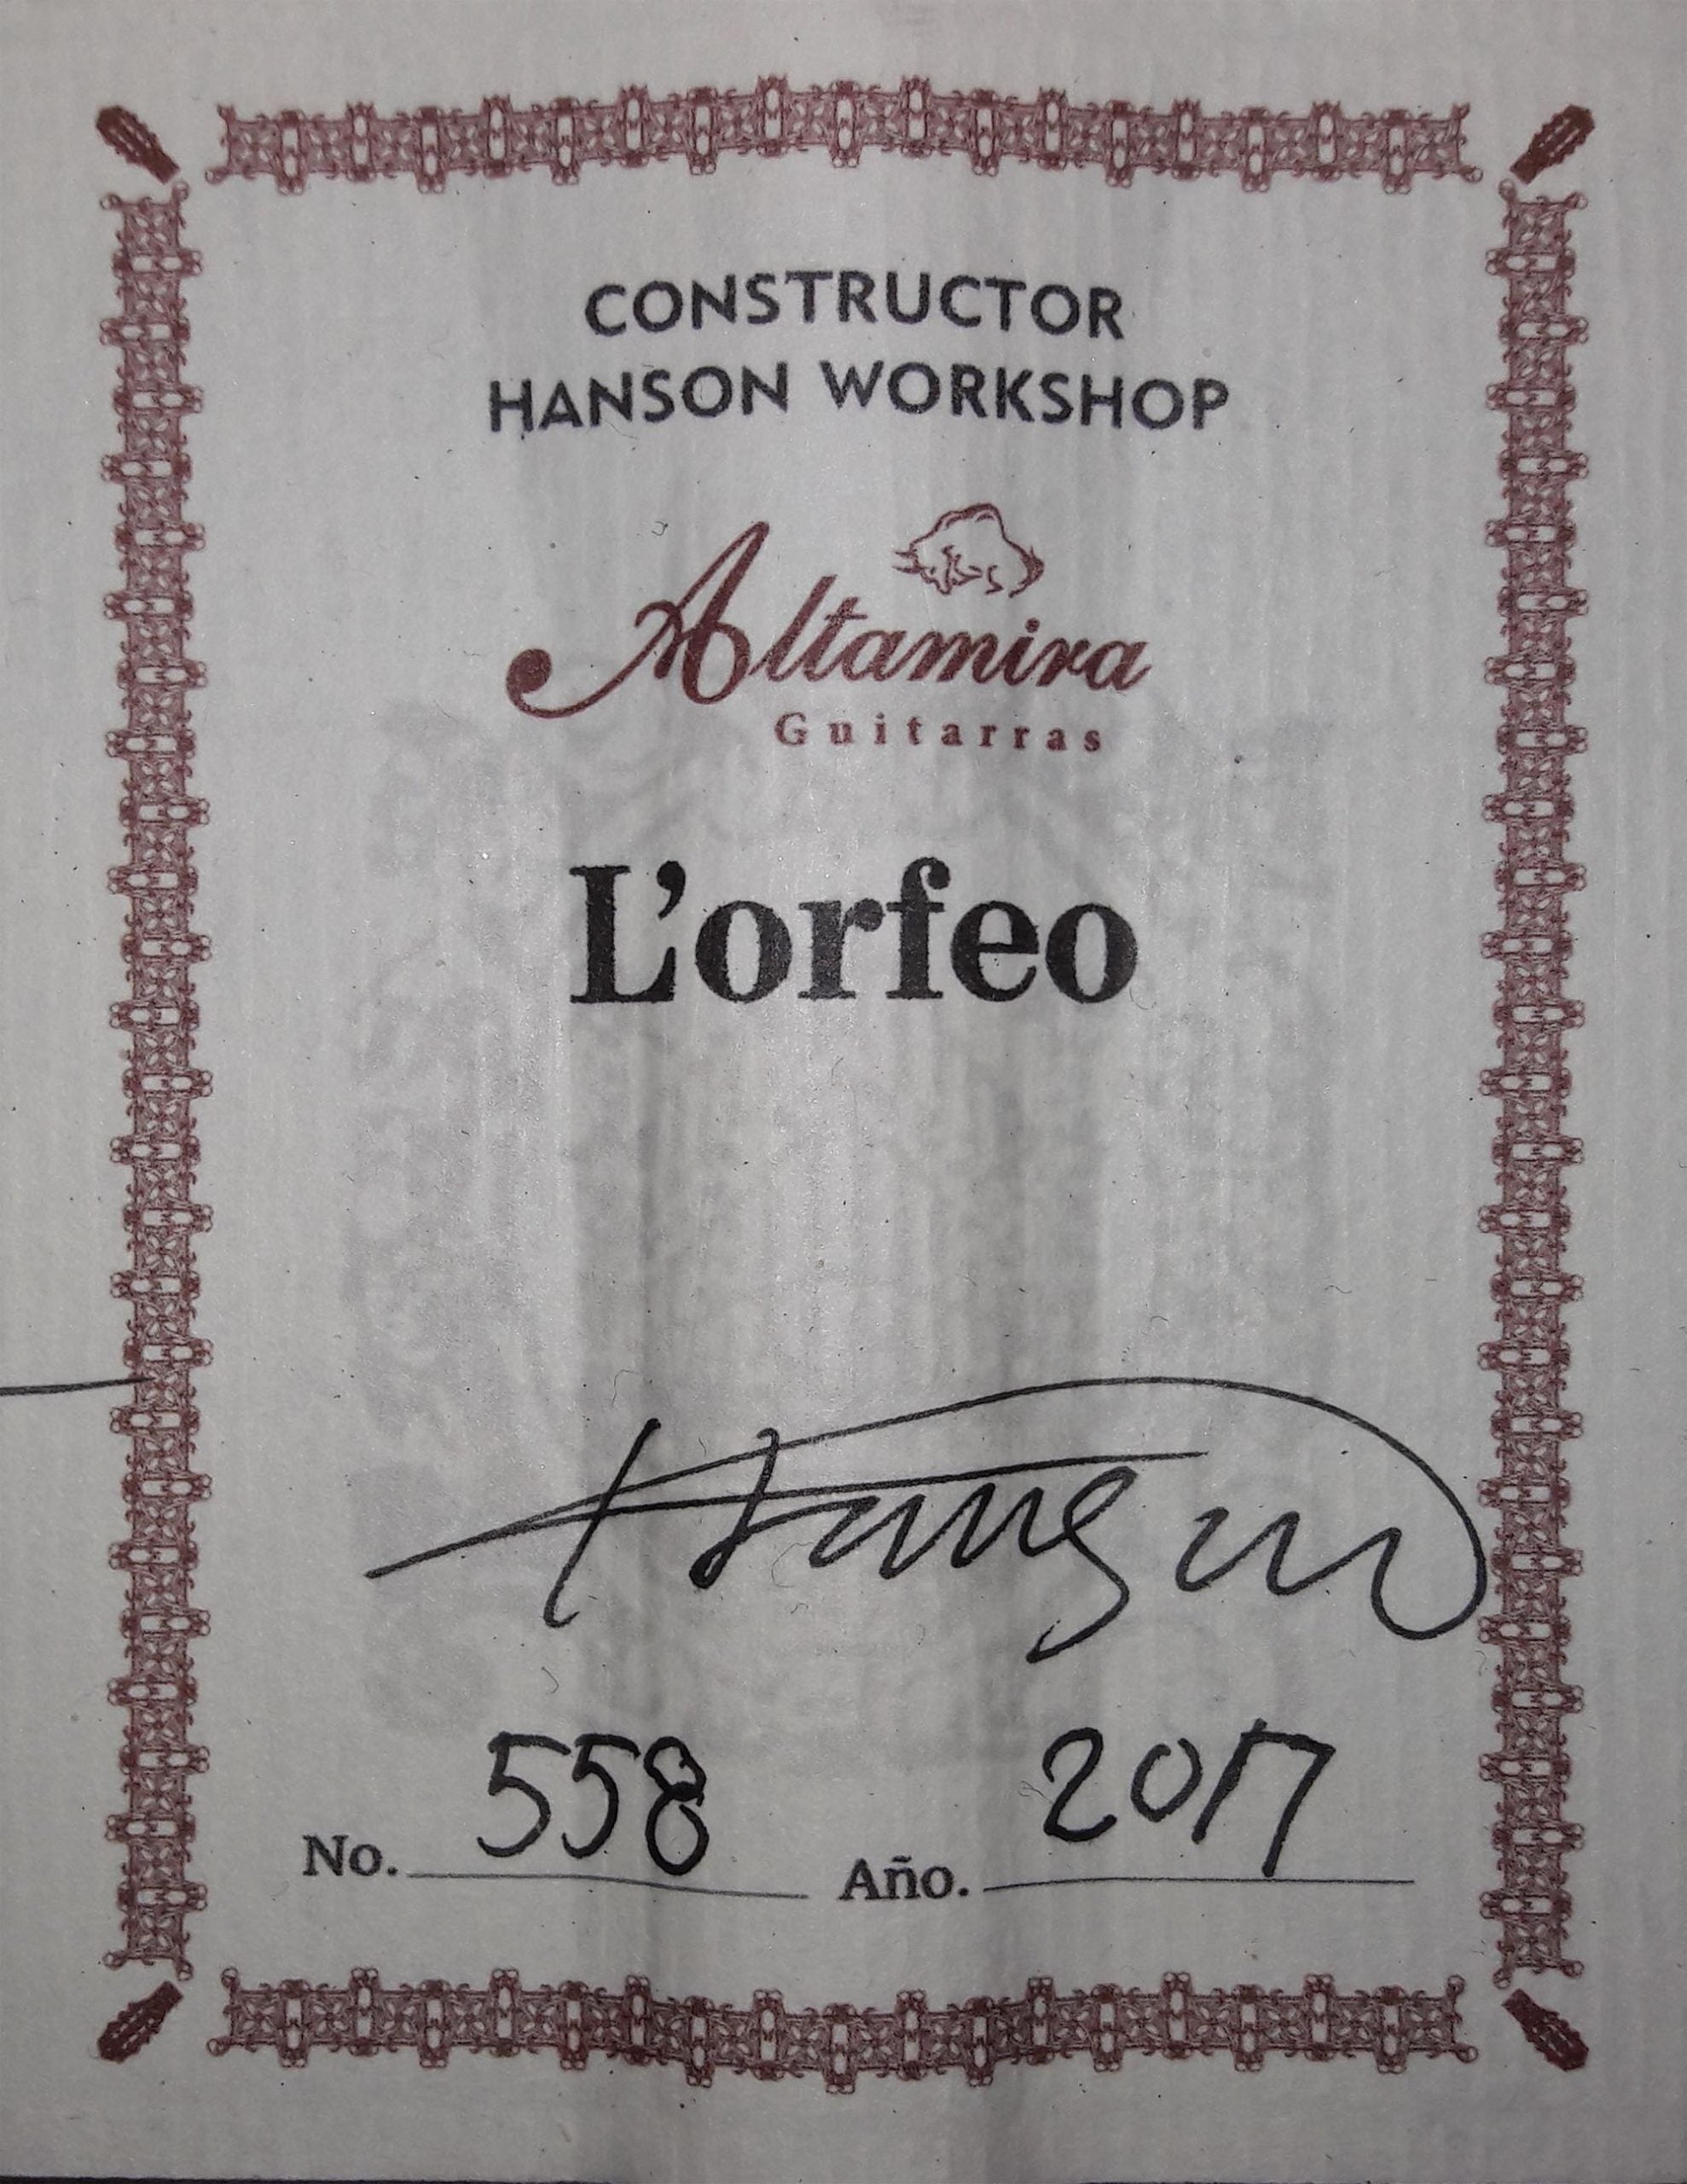 CONSTRUCTOR
HANSON WORKSHOP
Altamira
Guitarras
L'orfeo
No. 558 Año. 2017